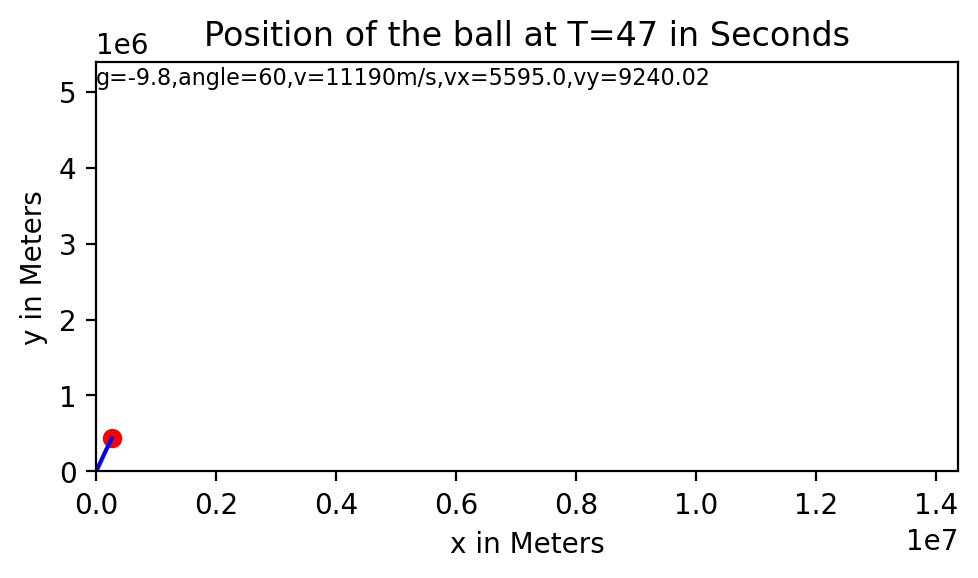 Position of the ball at T=47 in Seconds
1e6
g=-9.8,angle=60,v=11190m/s,vx=5595.0,vy=9240.02
5
4
3
2
1
0
y in Meters
0.0 0.2 0.4 0.6 0.8 1.0 1.2 1.4
x in Meters
1e7